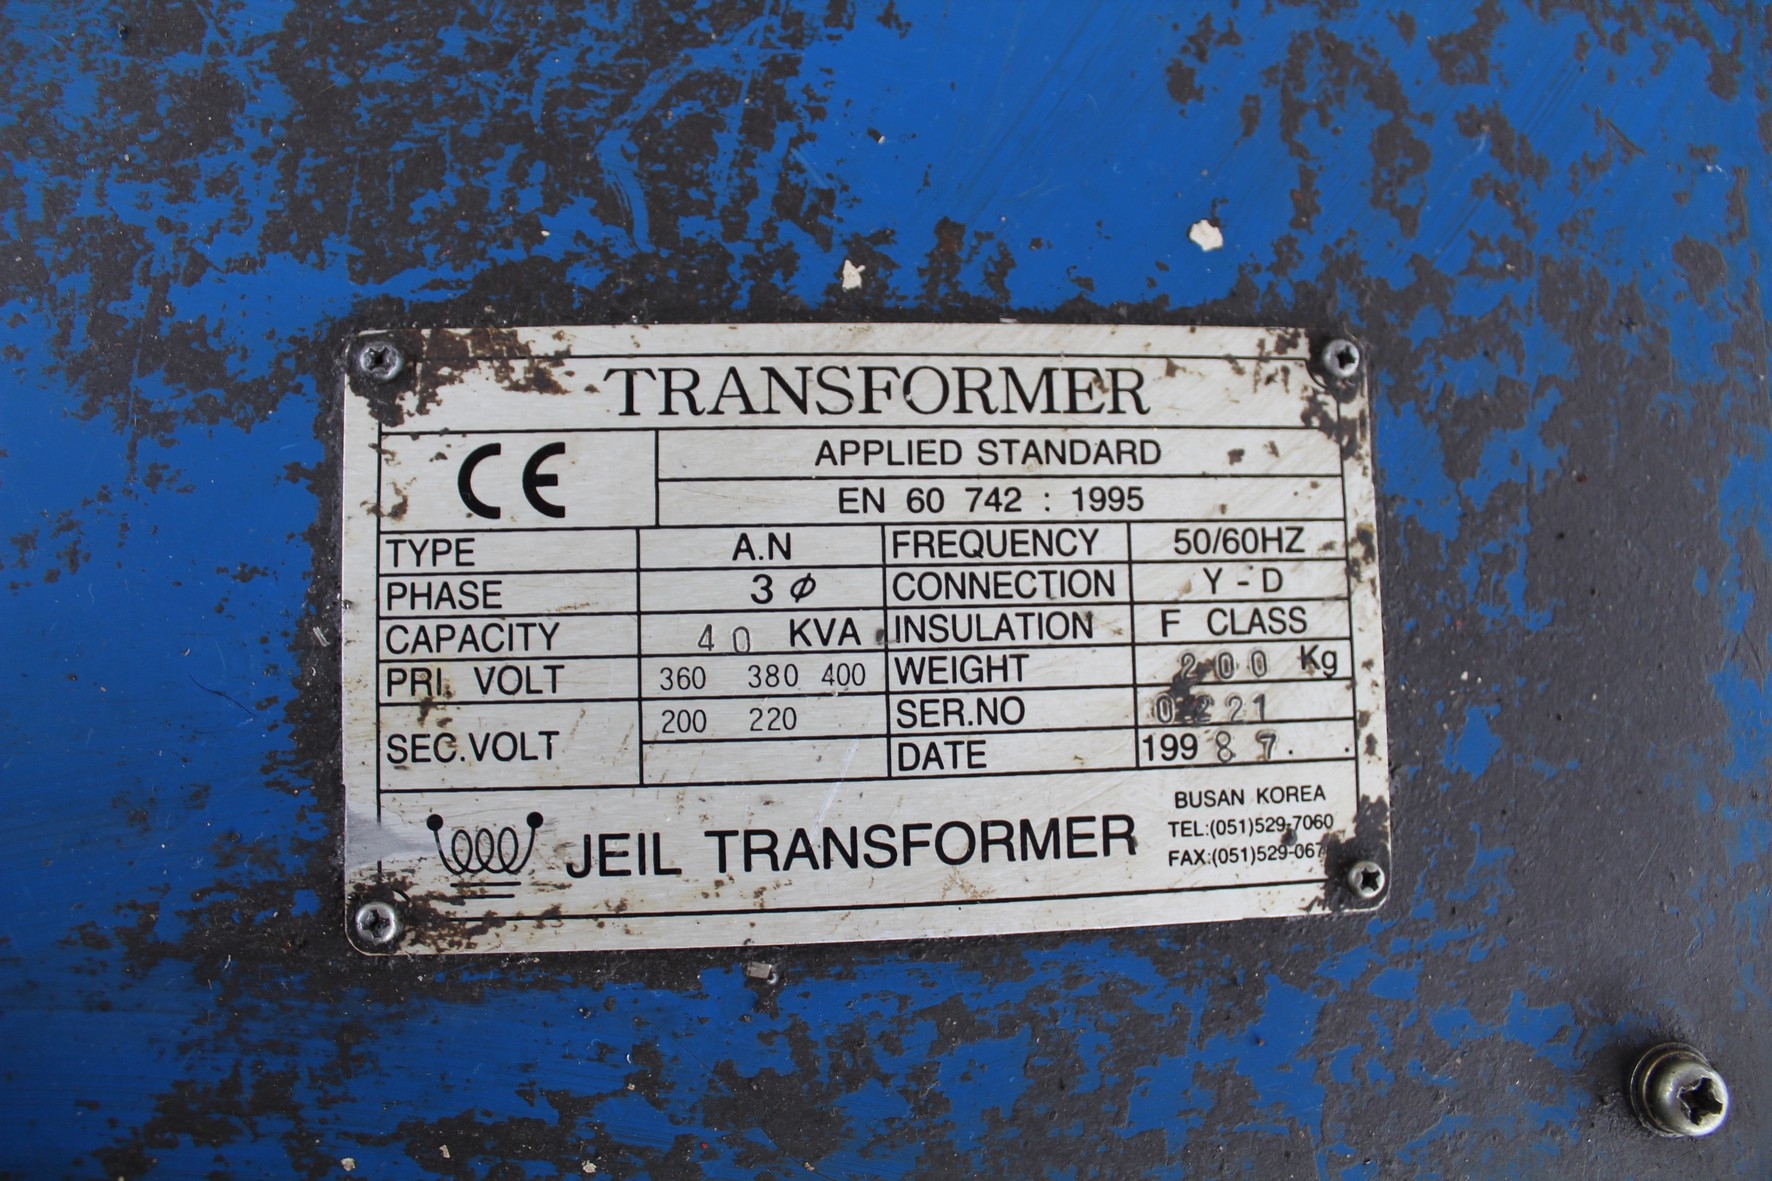 TRANSFORMER
CE
APPLIED STANDARD
EN 60 742 : 1995
TYPE A.N FREQUENCY 50/60HZ
PHASE 3 ø CONNECTION Y - D
CAPACITY 40 KVA INSULATION F CLASS
PRI. VOLT 360 380 400 WEIGHT 200 Kg
SEC.VOLT 200 220 SER.NO 0221
DATE 1998 7. .
JEIL TRANSFORMER
BUSAN KOREA
TEL:(051)529-7060
FAX:(051)